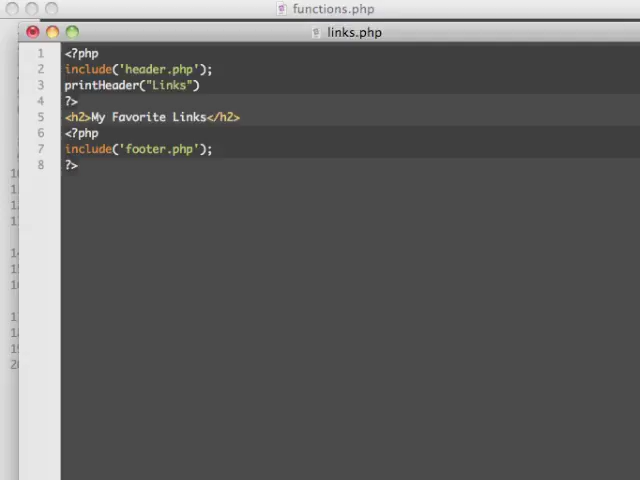 functions.php
links.php
1 <?php
2 include('header.php');
3 printHeader("Links")
4 ?>
5 <h2>My Favorite Links</h2>
6 <?php
7 include('footer.php');
8 ?>